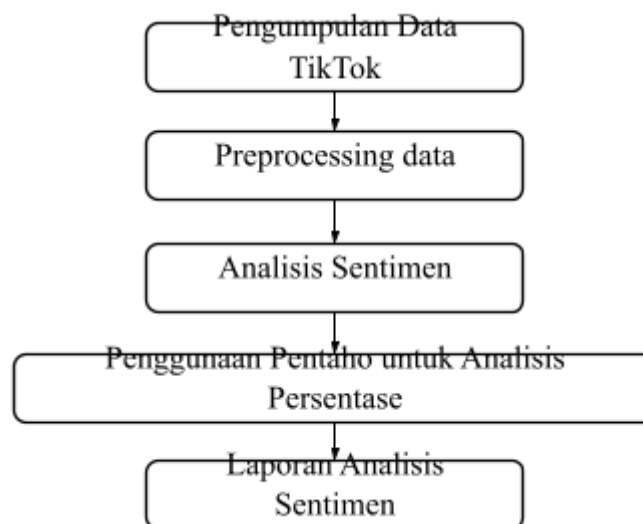 Pengumpulan Data
TikTok
Preprocessing data
Analisis Sentimen
Penggunaan Pentaho untuk Analisis
Persentase
Laporan Analisis
Sentimen